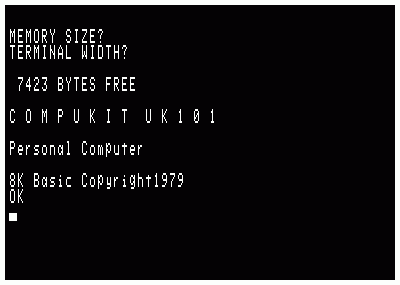 MEMORY SIZE?
TERMINAL WIDTH?
7423 BYTES FREE
C O M P U K I T  U K 1 0 1
Personal Computer
8K Basic Copyright1979
OK